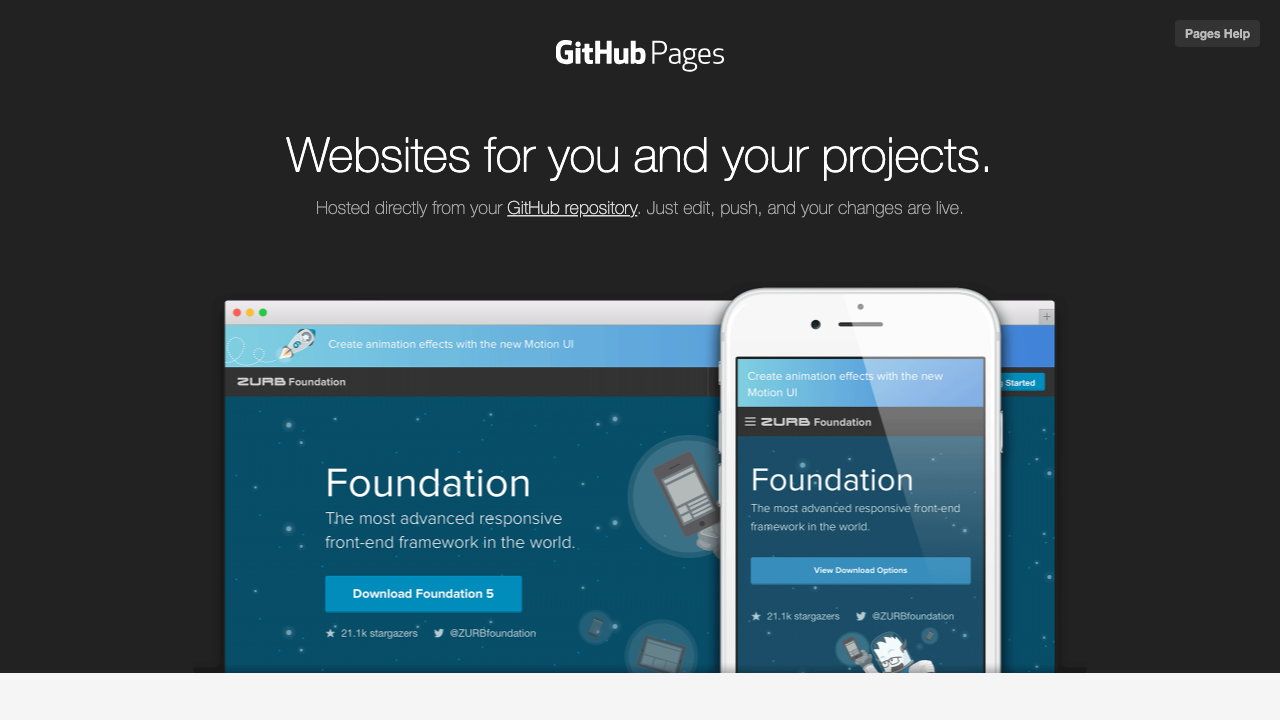 Pages Help
GitHub Pages
Websites for you and your projects.
Hosted directly from your GitHub repository. Just edit, push, and your changes are live.
Create animation effects with the new Motion UI
ZURB Foundation
Started
Foundation
The most advanced responsive
front-end framework in the world.
Download Foundation 5
21.1k stargazers @ZURBfoundation
Create animation effects with the new
Motion UI
ZURB Foundation
Foundation
The most advanced responsive front-end
framework in the world.
View Download Options
21.1k stargazers @ZURBfoundation